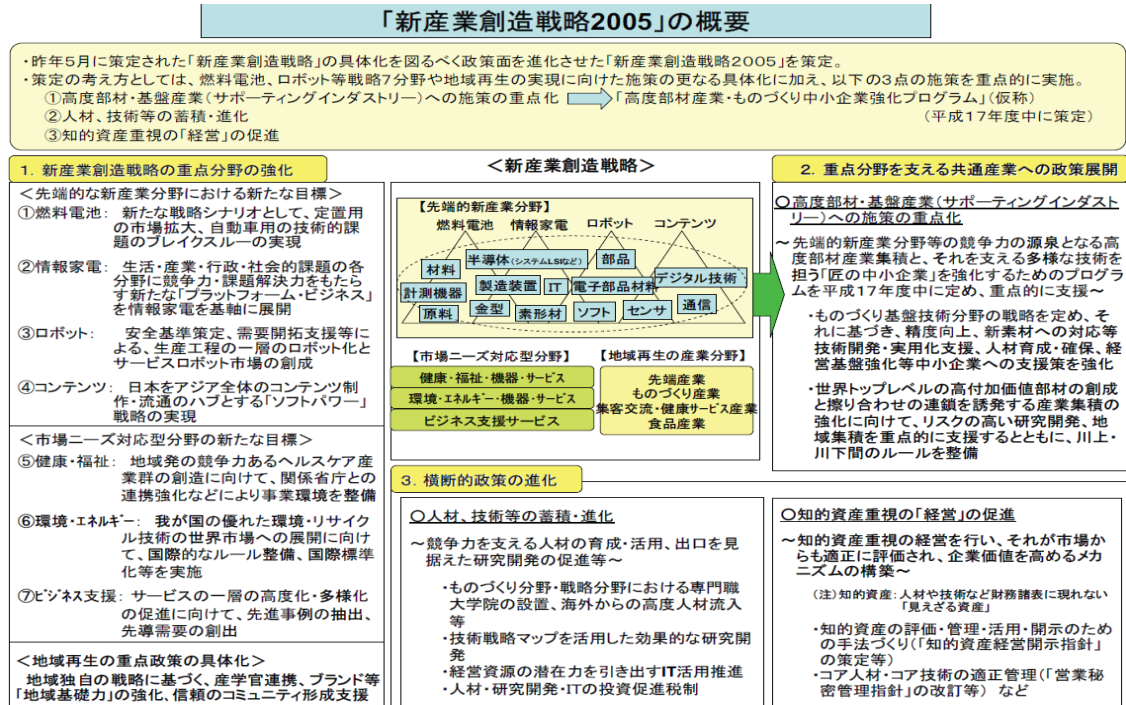 「新産業創造戦略2005」の概要
・昨年5月に策定された「新産業創造戦略」の具体化を図るべく政策面を進化させた「新産業創造戦略2005」を策定。
・策定の考え方としては、燃料電池、ロボット等戦略7分野や地域再生の実現に向けた施策の更なる具体化に加え、以下の3点の施策を重点的に実施。
①高度部材・基盤産業(サポーティングインダストリー)への施策の重点化 「高度部材産業・ものづくり中小企業強化プログラム」(仮称)
②人材、技術等の蓄積・進化 (平成17年度中に策定)
③知的資産重視の「経営」の促進
1. 新産業創造戦略の重点分野の強化
<先端的な新産業分野における新たな目標>
①燃料電池: 新たな戦略シナリオとして、定置用
の市場拡大、自動車用の技術的課
題のブレイクスルーの実現
②情報家電: 生活・産業・行政・社会的課題の各
分野に競争力・課題解決力をもたら
す新たな「プラットフォーム・ビジネス」
を情報家電を基軸に展開
③ロボット: 安全基準策定、需要開拓支援等に
よる、生産工程の一層のロボット化と
サービスロボット市場の創成
④コンテンツ: 日本をアジア全体のコンテンツ制
作・流通のハブとする「ソフトパワー」
戦略の実現
<市場ニーズ対応型分野の新たな目標>
⑤健康・福祉: 地域発の競争力あるヘルスケア産
業群の創造に向けて、関係省庁との
連携強化などにより事業環境を整備
⑥環境・エネルギー: 我が国の優れた環境・リサイク
ル技術の世界市場への展開に向け
て、国際的なルール整備、国際標準
化等を実施
⑦ビジネス支援: サービスの一層の高度化・多様化
の促進に向けて、先進事例の抽出、
先導需要の創出
<地域再生の重点政策の具体化>
地域独自の戦略に基づく、産学官連携、ブランド等
「地域基礎力」の強化、信頼のコミュニティ形成支援
<新産業創造戦略>
【先端的新産業分野】
燃料電池 情報家電 ロボット コンテンツ
材料 半導体(システムLSIなど) 部品
計測機器 製造装置 IT 電子部品材料 デジタル技術
原料 金型 素形材 ソフト センサ 通信
【市場ニーズ対応型分野】
健康・福祉・機器・サービス
環境・エネルギー・機器・サービス
ビジネス支援サービス
【地域再生の産業分野】
先端産業
ものづくり産業
集客交流・健康サービス産業
食品産業
2. 重点分野を支える共通産業への政策展開
〇高度部材・基盤産業(サポーティングインダスト
リー)への施策の重点化
~先端的新産業分野等の競争力の源泉となる高
度部材産業集積と、それを支える多様な技術を
担う「匠の中小企業」を強化するためのプログラ
ムを平成17年度中に定め、重点的に支援~
・ものづくり基盤技術分野の戦略を定め、そ
れに基づき、精度向上、新素材への対応等
技術開発・実用化支援、人材育成・確保、経
営基盤強化等中小企業への支援策を強化
・世界トップレベルの高付加価値部材の創成
と擦り合わせの連鎖を誘発する産業集積の
強化に向けて、リスクの高い研究開発、地
域集積を重点的に支援するとともに、川上・
川下間のルールを整備
3. 横断的政策の進化
〇人材、技術等の蓄積・進化
~競争力を支える人材の育成・活用、出口を見
据えた研究開発の促進等~
・ものづくり分野・戦略分野における専門職
大学院の設置、海外からの高度人材流入
等
・技術戦略マップを活用した効果的な研究開
発
・経営資源の潜在力を引き出すIT活用推進
・人材・研究開発・ITの投資促進税制
〇知的資産重視の「経営」の促進
~知的資産重視の経営を行い、それが市場か
らも適正に評価され、企業価値を高めるメカ
ニズムの構築~
(注)知的資産:人材や技術など財務諸表に現れない
「見えざる資産」
・知的資産の評価・管理・活用・開示のため
の手法づくり(「知的資産経営開示指針」
の策定等)
・コア人材・コア技術の適正管理(「営業秘
密管理指針」の改訂等) など